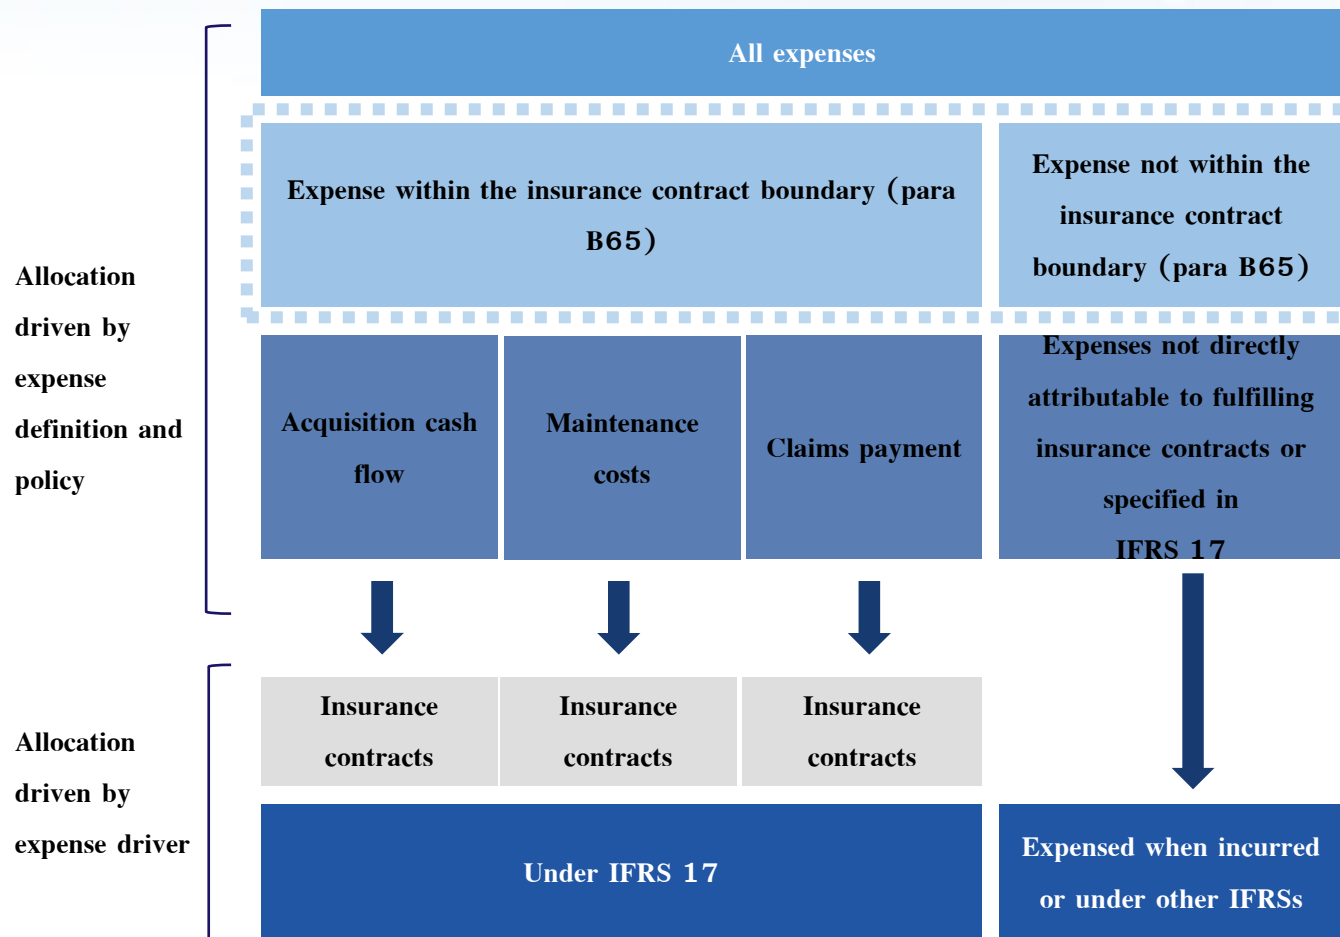 All expenses
Expense within the insurance contract boundary (para
B65)
Expense not within the
insurance contract
boundary (para B65)
Allocation
driven by
expense
definition and
policy
Acquisition cash
flow
Maintenance
costs
Claims payment
Expenses not directly
attributable to fulfilling
insurance contracts or
specified in
IFRS 17
Allocation
driven by
expense driver
Insurance
contracts
Insurance
contracts
Insurance
contracts
Under IFRS 17
Expensed when incurred
or under other IFRSs